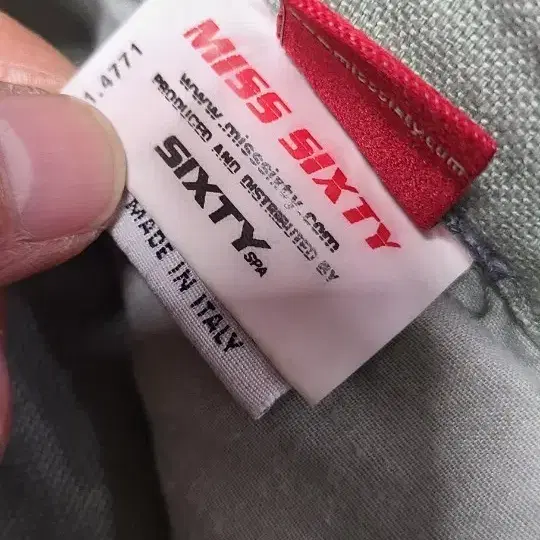 MISS SIXTY
www.misssixty.com
PRODUCED AND DISTRIBUTED BY
SIXTY SPA
MADE IN ITALY
1.4771
misssixty.com